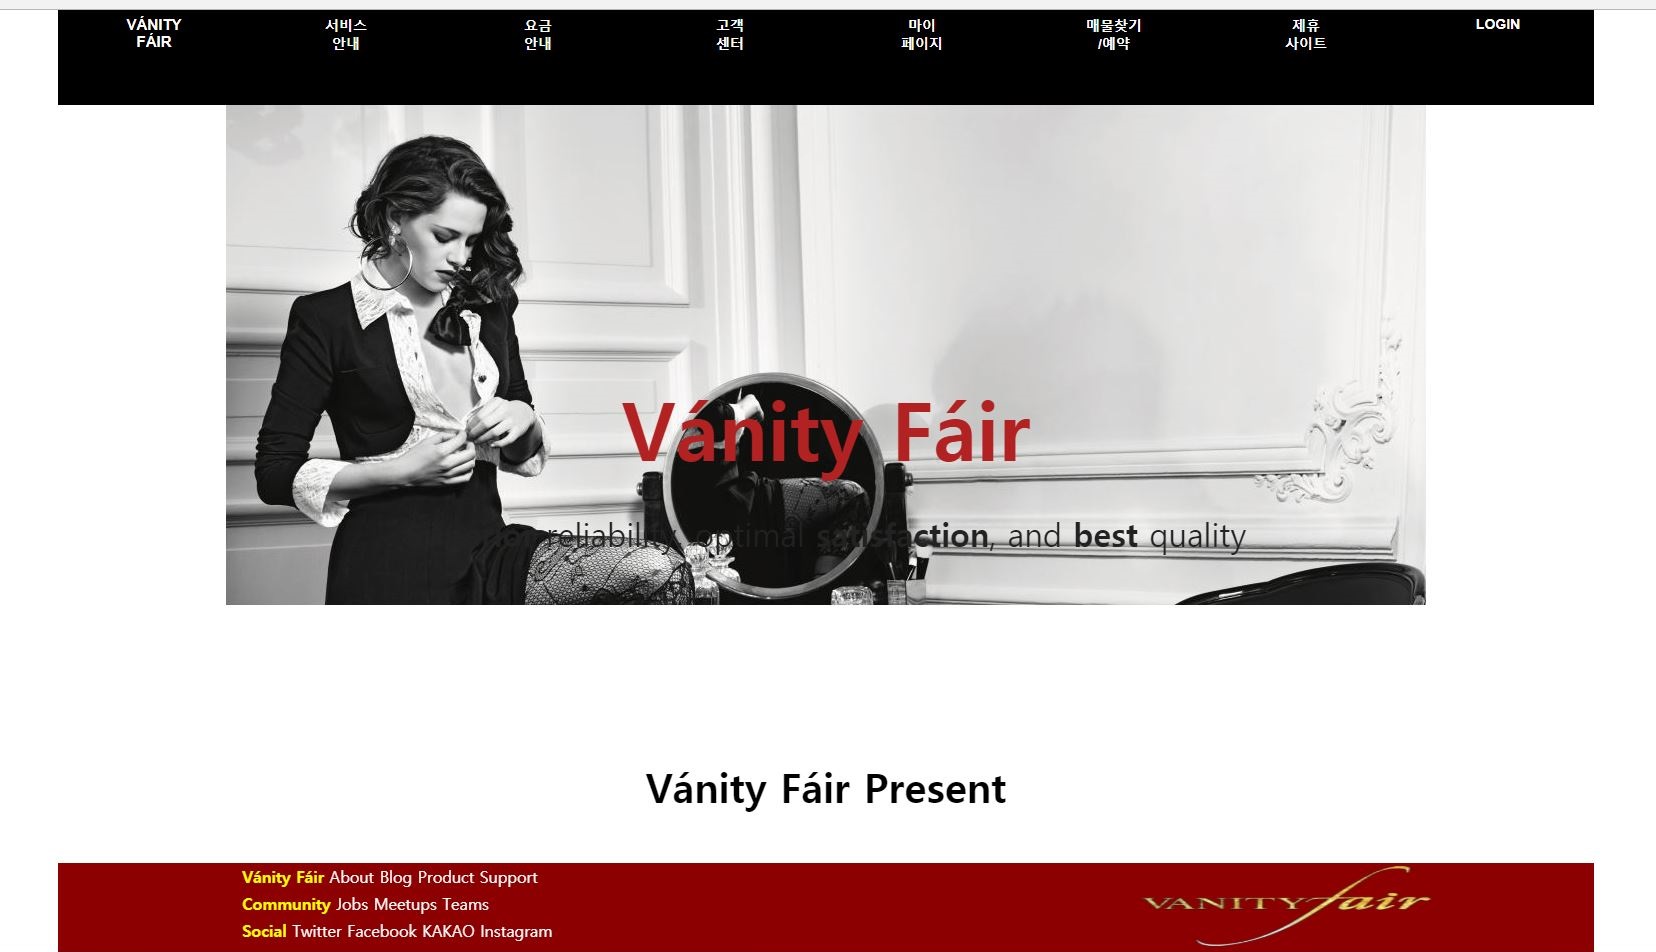 VÁNITY
FÁIR
서비스
안내
요금
안내
고객
센터
마이
페이지
매물찾기
/예약
제휴
사이트
LOGIN
Vánity Fáir
reliability, optimal satisfaction, and best quality
Vánity Fáir Present
Vánity Fáir About Blog Product Support
Community Jobs Meetups Teams
Social Twitter Facebook KAKAO Instagram
VANITY fair